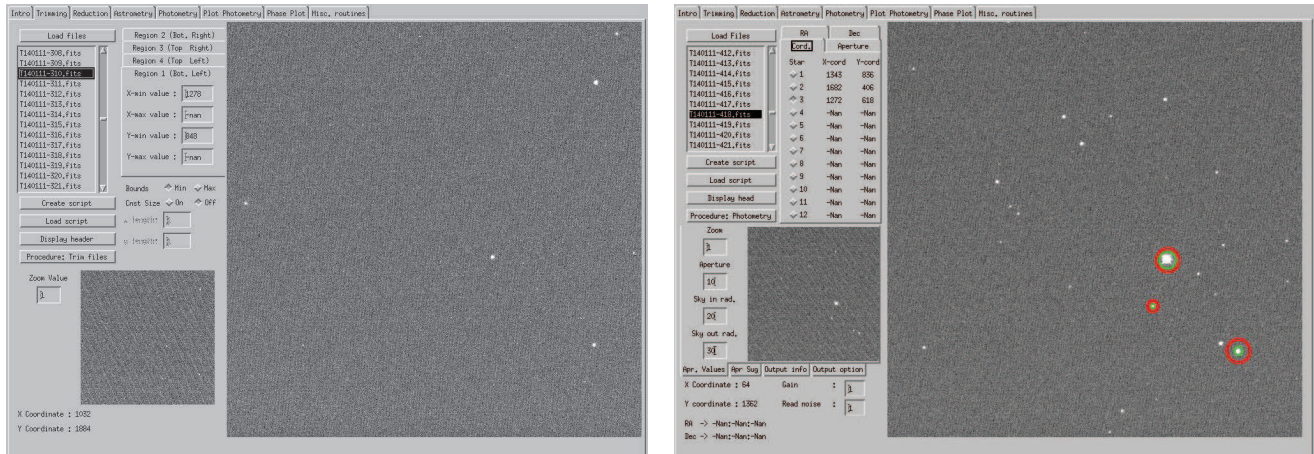 Intro Trimming Reduction Astrometry Photometry Plot Photometry Phase Plot Misc. routines
Load files
T140111-308.fits
T140111-309.fits
T140111-310.fits
T140111-311.fits
T140111-312.fits
T140111-313.fits
T140111-314.fits
T140111-315.fits
T140111-316.fits
T140111-317.fits
T140111-318.fits
T140111-319.fits
T140111-320.fits
T140111-321.fits
Create script
Load script
Display header
Procedure: Trim files
Region 2 (Bot. Right)
Region 3 (Top Right)
Region 4 (Top Left)
Region 1 (Bot. Left)
X-min value : 1278
X-max value : -nan
Y-min value : 848
Y-max value : -nan
Bounds Min Max
Cnst Size On Off
x length:
y length:
Zoom Value
1
X Coordinate : 1032
Y Coordinate : 1884
Intro Trimming Reduction Astrometry Photometry Plot Photometry Phase Plot Misc. routines
Load Files
T140111-412.fits
T140111-413.fits
T140111-414.fits
T140111-415.fits
T140111-416.fits
T140111-417.fits
T140111-418.fits
T140111-419.fits
T140111-420.fits
T140111-421.fits
Create script
Load script
Display head
Procedure: Photometry
RA Dec
Cord. Aperture
Star X-cord Y-cord
1 1343 836
2 1682 406
3 1272 618
4 -Nan -Nan
5 -Nan -Nan
6 -Nan -Nan
7 -Nan -Nan
8 -Nan -Nan
9 -Nan -Nan
10 -Nan -Nan
11 -Nan -Nan
12 -Nan -Nan
Zoom
1
Aperture
10
Sky in rad.
20
Sky out rad.
30
Apr. Values Apr Sug Output info Output option
X Coordinate : 64 Gain : 1
Y coordinate : 1362 Read noise : 1
RA -> -Nan:-Nan:-Nan
Dec -> -Nan:-Nan:-Nan